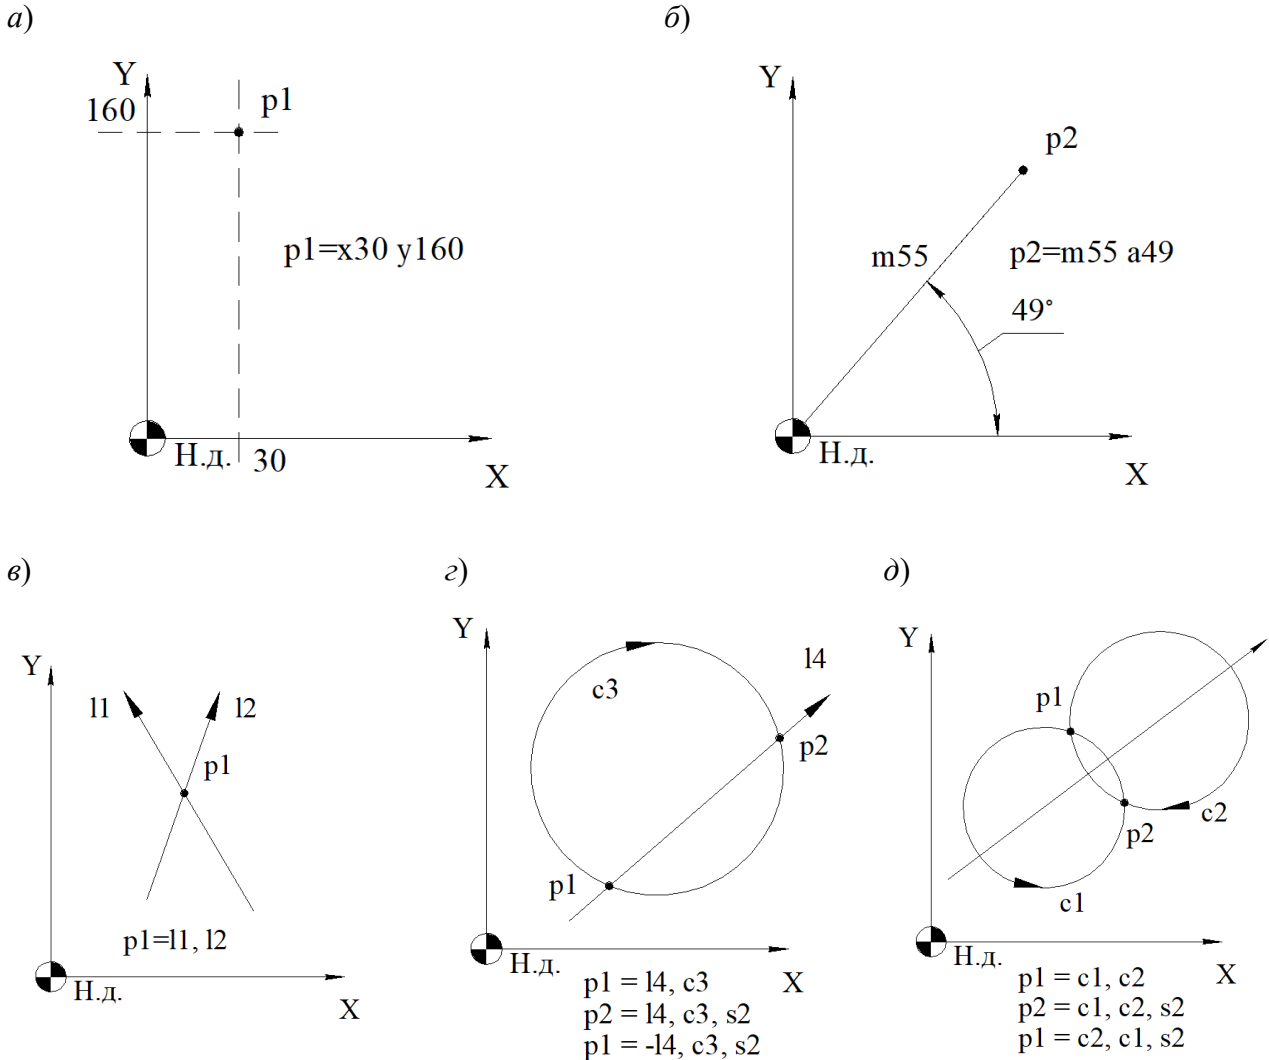 а)
Y
160
p1
p1=x30 y160
Н.д.
30
X
б)
Y
p2
m55
p2=m55 a49
49°
Н.д.
X
в)
Y
l1
l2
p1
p1=l1, l2
Н.д.
X
г)
Y
l4
c3
p2
p1
Н.д.
X
p1 = l4, c3
p2 = l4, c3, s2
p1 = -l4, c3, s2
д)
Y
p1
c2
p2
c1
Н.д.
X
p1 = c1, c2
p2 = c1, c2, s2
p1 = c2, c1, s2